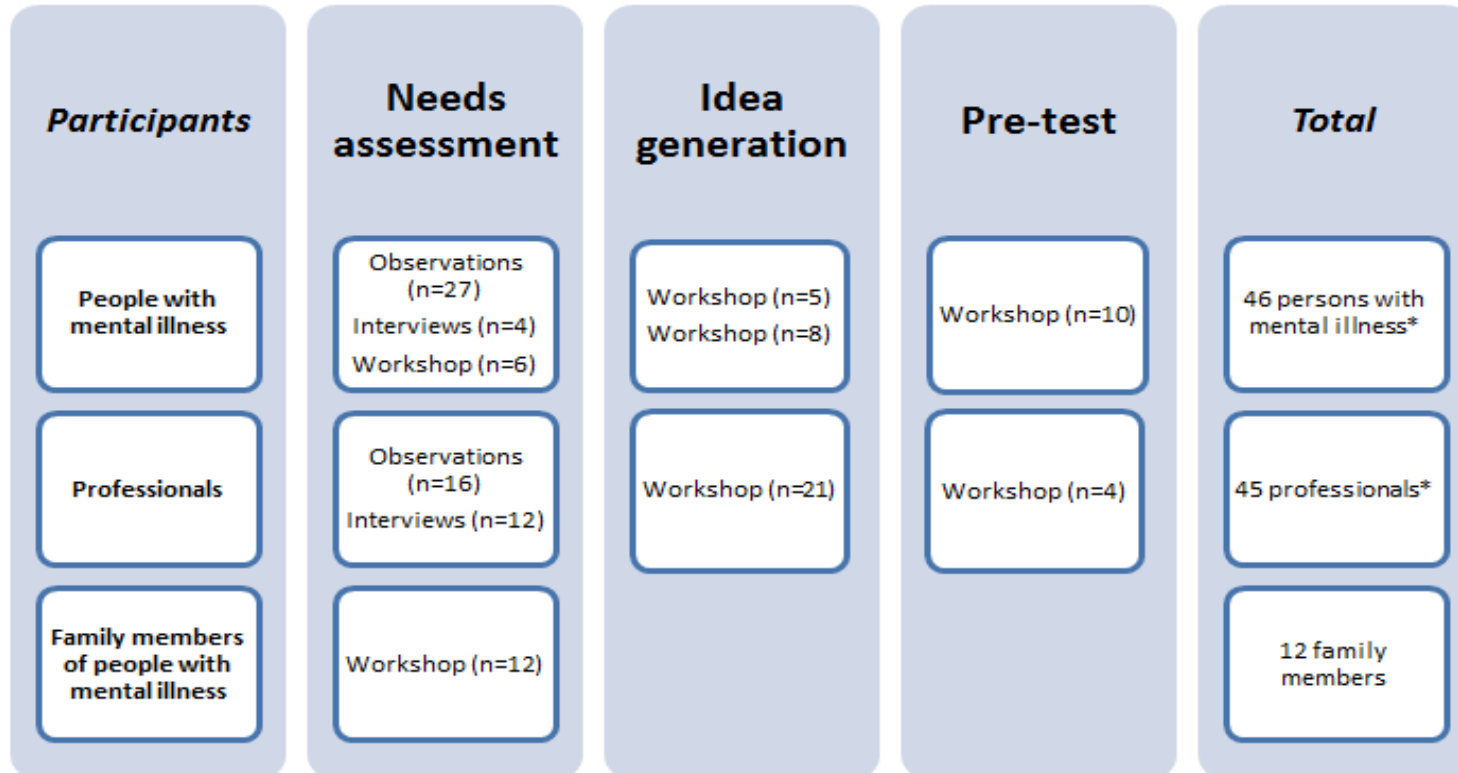 Participants
Needs
assessment
Idea
generation
Pre-test
Total
People with
mental illness
Observations
(n=27)
Interviews (n=4)
Workshop (n=6)
Workshop (n=5)
Workshop (n=8)
Workshop (n=10)
46 persons with
mental illness*
Professionals
Observations
(n=16)
Interviews (n=12)
Workshop (n=21)
Workshop (n=4)
45 professionals*
Family members
of people with
mental illness
Workshop (n=12)
12 family
members